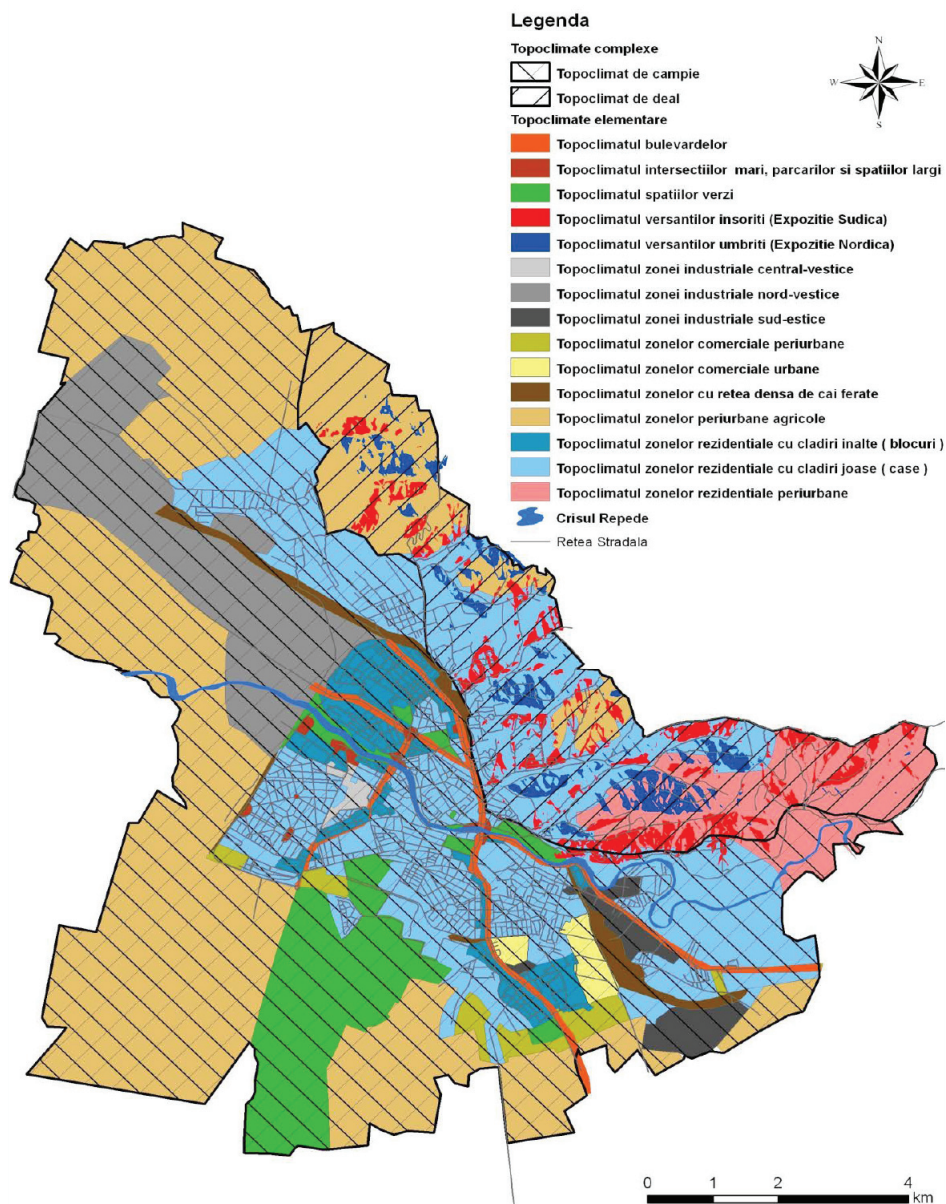 Legenda
Topoclimate complexe
Topoclimat de campie
Topoclimat de deal
Topoclimate elementare
Topoclimatul bulevardelor
Topoclimatul intersectiilor mari, parcarilor si spatiilor largi
Topoclimatul spatiilor verzi
Topoclimatul versantilor insoriti (Expozitie Sudica)
Topoclimatul versantilor umbriti (Expozitie Nordica)
Topoclimatul zonei industriale central-vestice
Topoclimatul zonei industriale nord-vestice
Topoclimatul zonei industriale sud-estice
Topoclimatul zonelor comerciale periurbane
Topoclimatul zonelor comerciale urbane
Topoclimatul zonelor cu retea densa de cai ferate
Topoclimatul zonelor periurbane agricole
Topoclimatul zonelor rezidentiale cu cladiri inalte ( blocuri )
Topoclimatul zonelor rezidentiale cu cladiri joase ( case )
Topoclimatul zonelor rezidentiale periurbane
Crisul Repede
Retea Stradala
N
W E
S
0 1 2 4
km